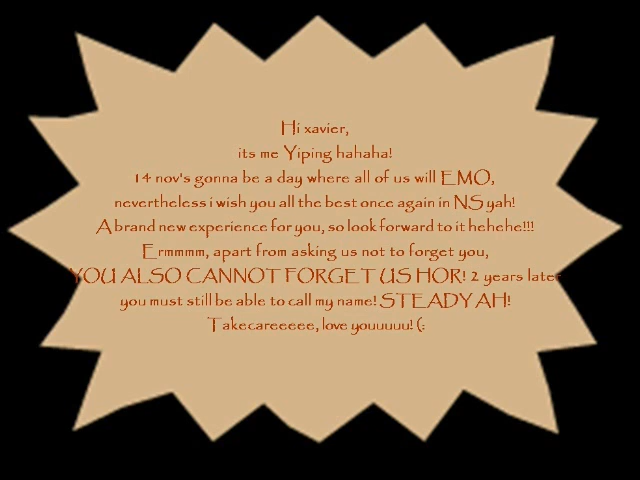 Hi xavier,
its me Yiping hahaha!
14 nov's gonna be a day where all of us will EMO,
nevertheless i wish you all the best once again in NS yah!
A brand new experience for you, so look forward to it hehehe!!!
Ermmmm, apart from asking us not to forget you,
YOU ALSO CANNOT FORGET US HOR! 2 years later
you must still be able to call my name! STEADY AH!
Takecareeeee, love youuuuu! (: